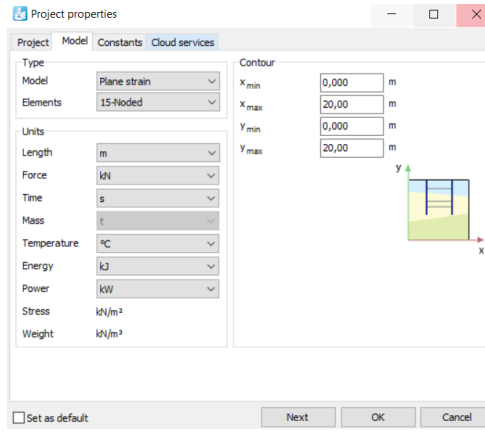 Project properties
Project Model Constants Cloud services
Type
Model Plane strain
Elements 15-Noded
Units
Length m
Force kN
Time s
Mass t
Temperature °C
Energy kJ
Power kW
Stress kN/m²
Weight kN/m³
Contour
x min 0,000 m
x max 20,00 m
y min 0,000 m
y max 20,00 m
y
x
Set as default Next OK Cancel